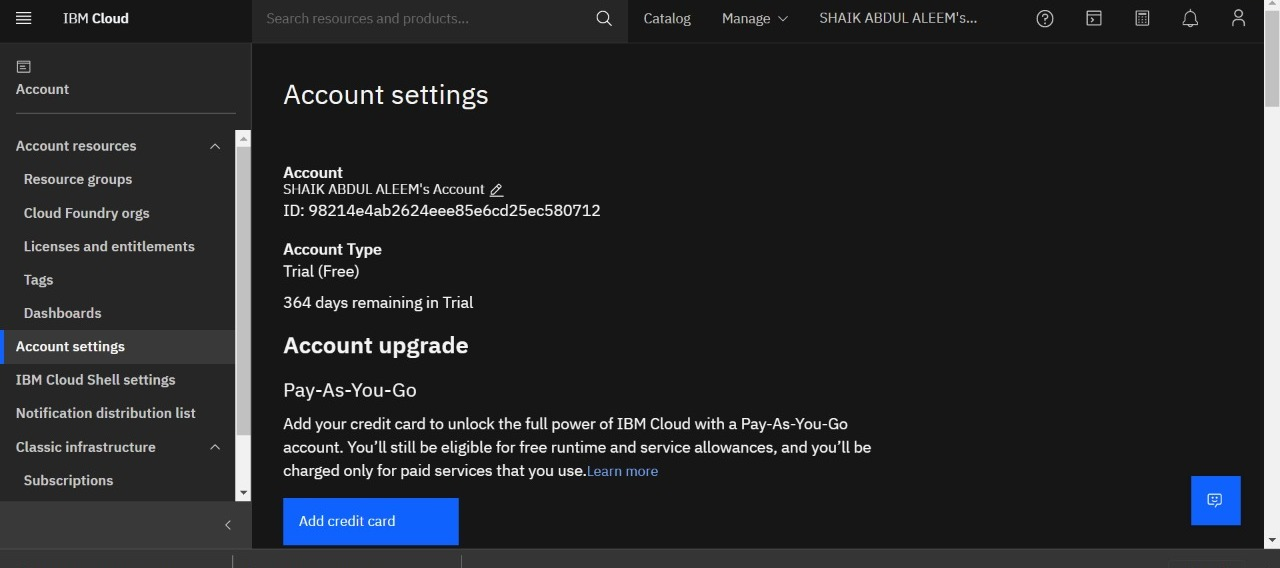 IBM Cloud
Search resources and products...
Catalog
Manage
SHAIK ABDUL ALEEM's...
Account
Account resources
Resource groups
Cloud Foundry orgs
Licenses and entitlements
Tags
Dashboards
Account settings
IBM Cloud Shell settings
Notification distribution list
Classic infrastructure
Subscriptions
Account settings
Account
SHAIK ABDUL ALEEM's Account
ID: 98214e4ab2624eee85e6cd25ec580712
Account Type
Trial (Free)
364 days remaining in Trial
Account upgrade
Pay-As-You-Go
Add your credit card to unlock the full power of IBM Cloud with a Pay-As-You-Go
account. You’ll still be eligible for free runtime and service allowances, and you’ll be
charged only for paid services that you use.Learn more
Add credit card